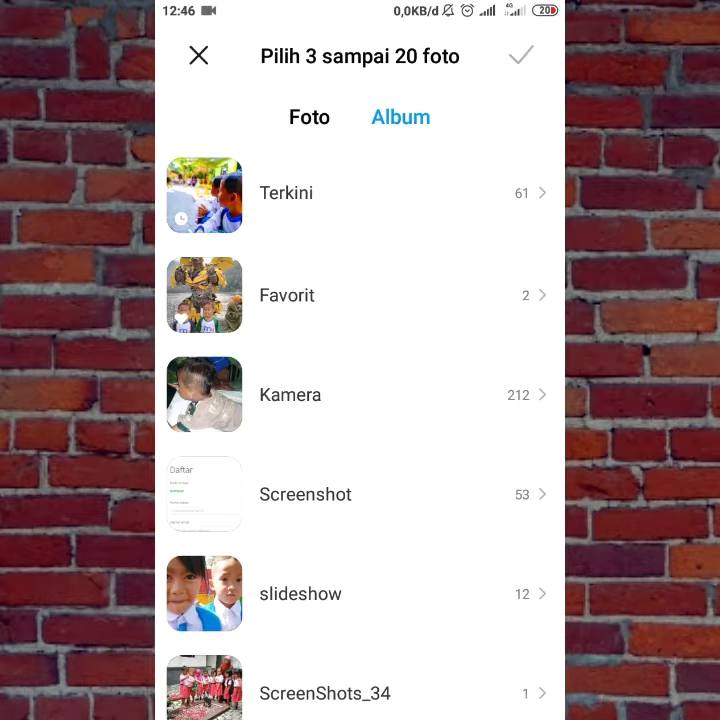 12:46 0,0KB/d 4G 20
Pilih 3 sampai 20 foto
Foto Album
Terkini 61
Favorit 2
Kamera 212
Daftar
Screenshot 53
slideshow 12
ScreenShots_34 1